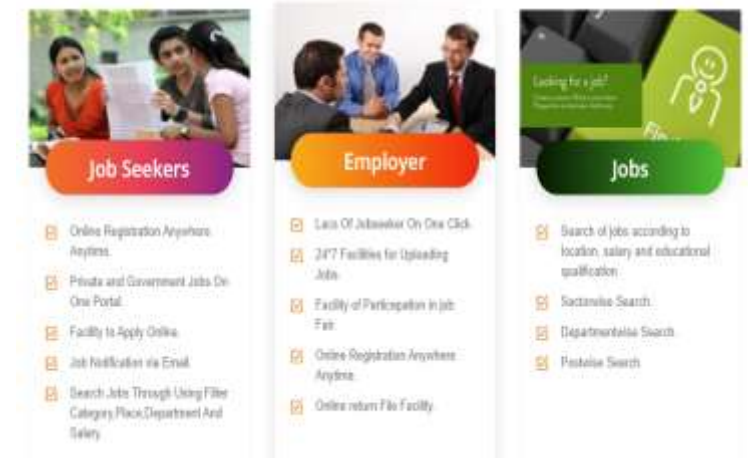 Job Seekers
Online Registration Anywhere
Anytime.
Private and Government Jobs On
One Portal.
Facility to Apply Online.
Job Notification via Email.
Search Jobs Through Using Filter
Category,Place,Department And
Salary.
Employer
Lacs Of Jobseeker On One Click.
24*7 Facilities for Uploading
Jobs.
Facility of Participation in job
Fair.
Online Registration Anywhere
Anytime.
Online return File Facility.
Looking for a job?
Jobs
Search of jobs according to
location, salary and educational
qualification
Sectorwise Search.
Departmentwise Search.
Postwise Search.